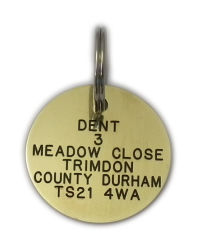 DENT
3
MEADOW CLOSE
TRIMDON
COUNTY DURHAM
TS21 4WA